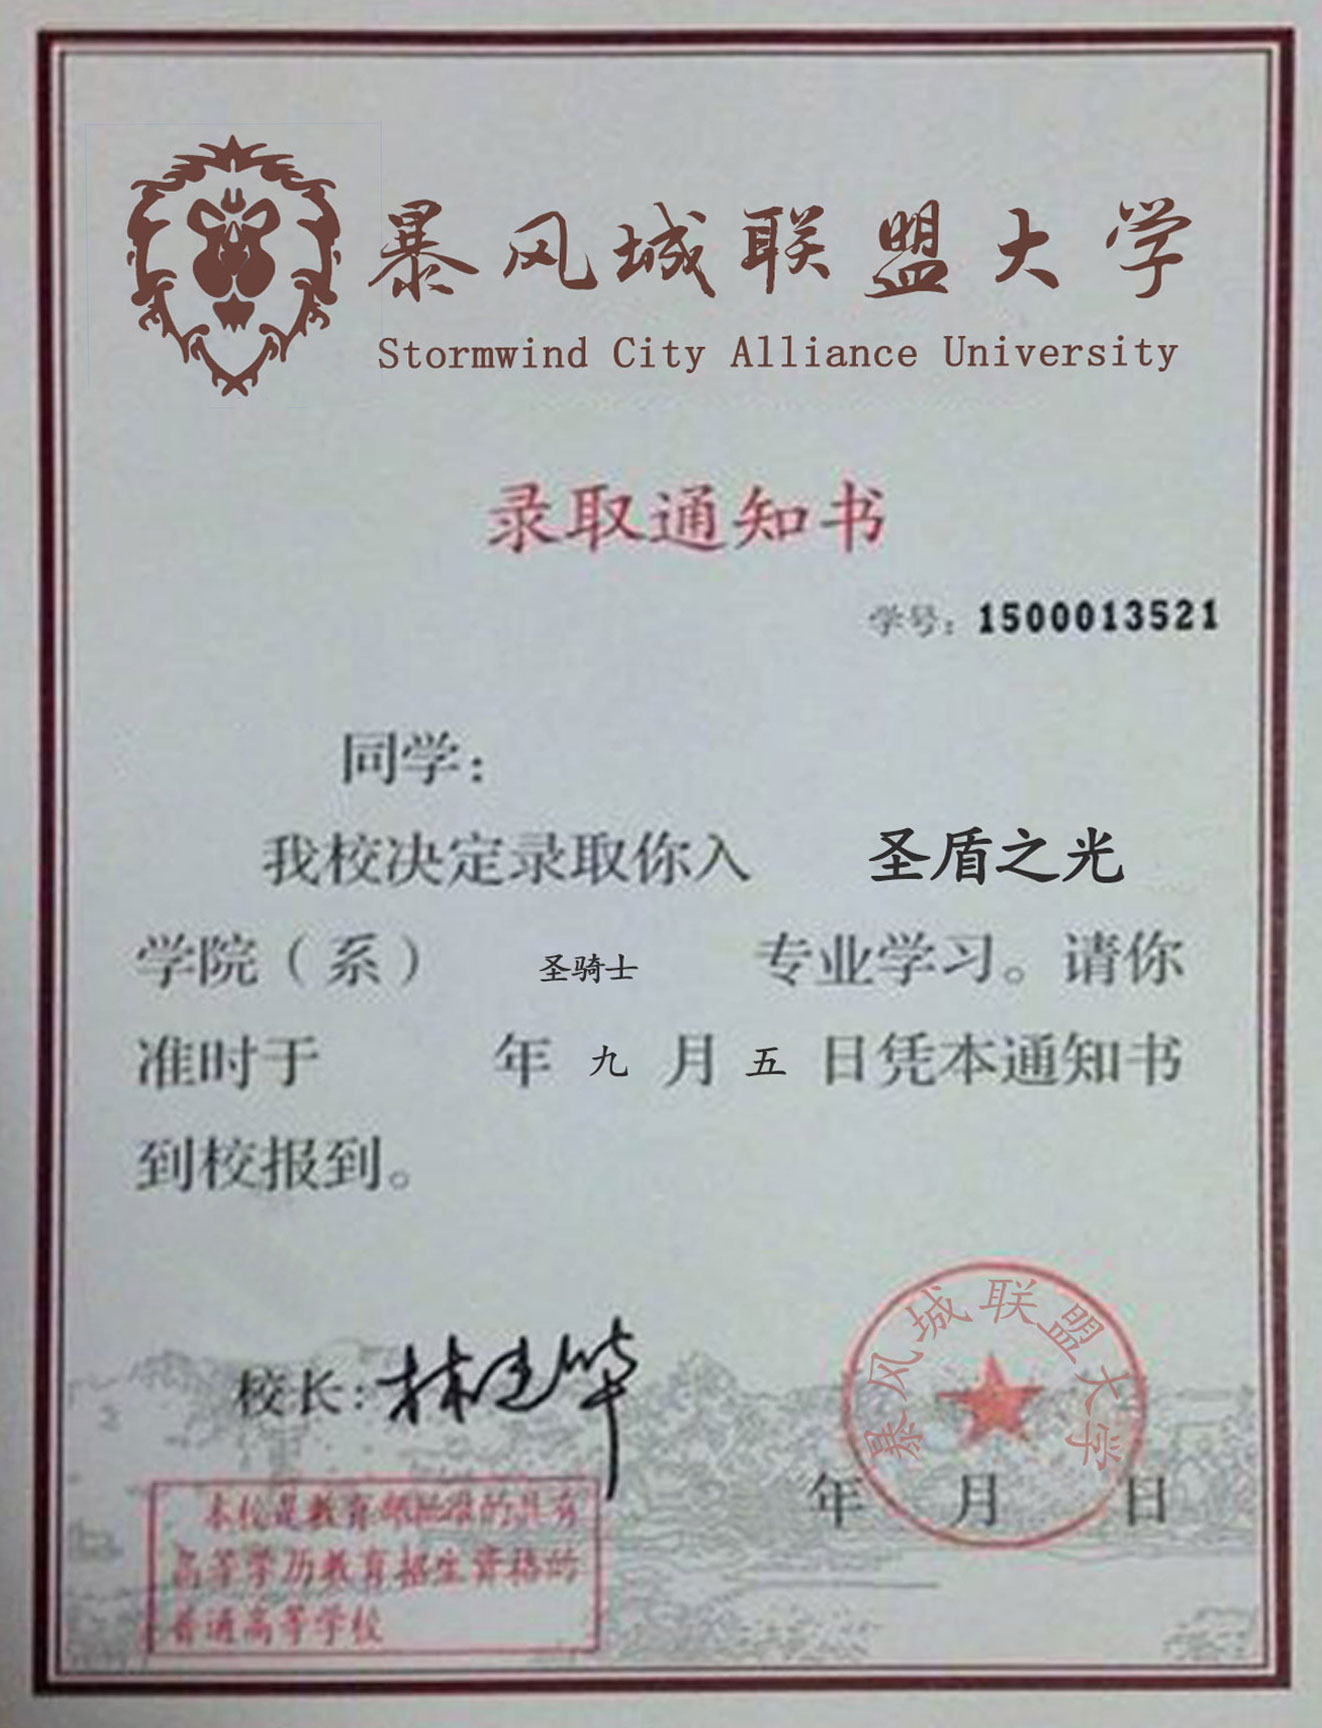 暴风城联盟大学
Stormwind City Alliance University
录取通知书
学号：1500013521
同学：
我校决定录取你入 圣盾之光
学院（系） 圣骑士 专业学习。请你
准时于 年 九 月 五 日凭本通知书
到校报到。
校长：林建华
暴风城联盟大学
年 月 日
本校是教育部批准的具有
高等学历教育招生资格的
普通高等学校